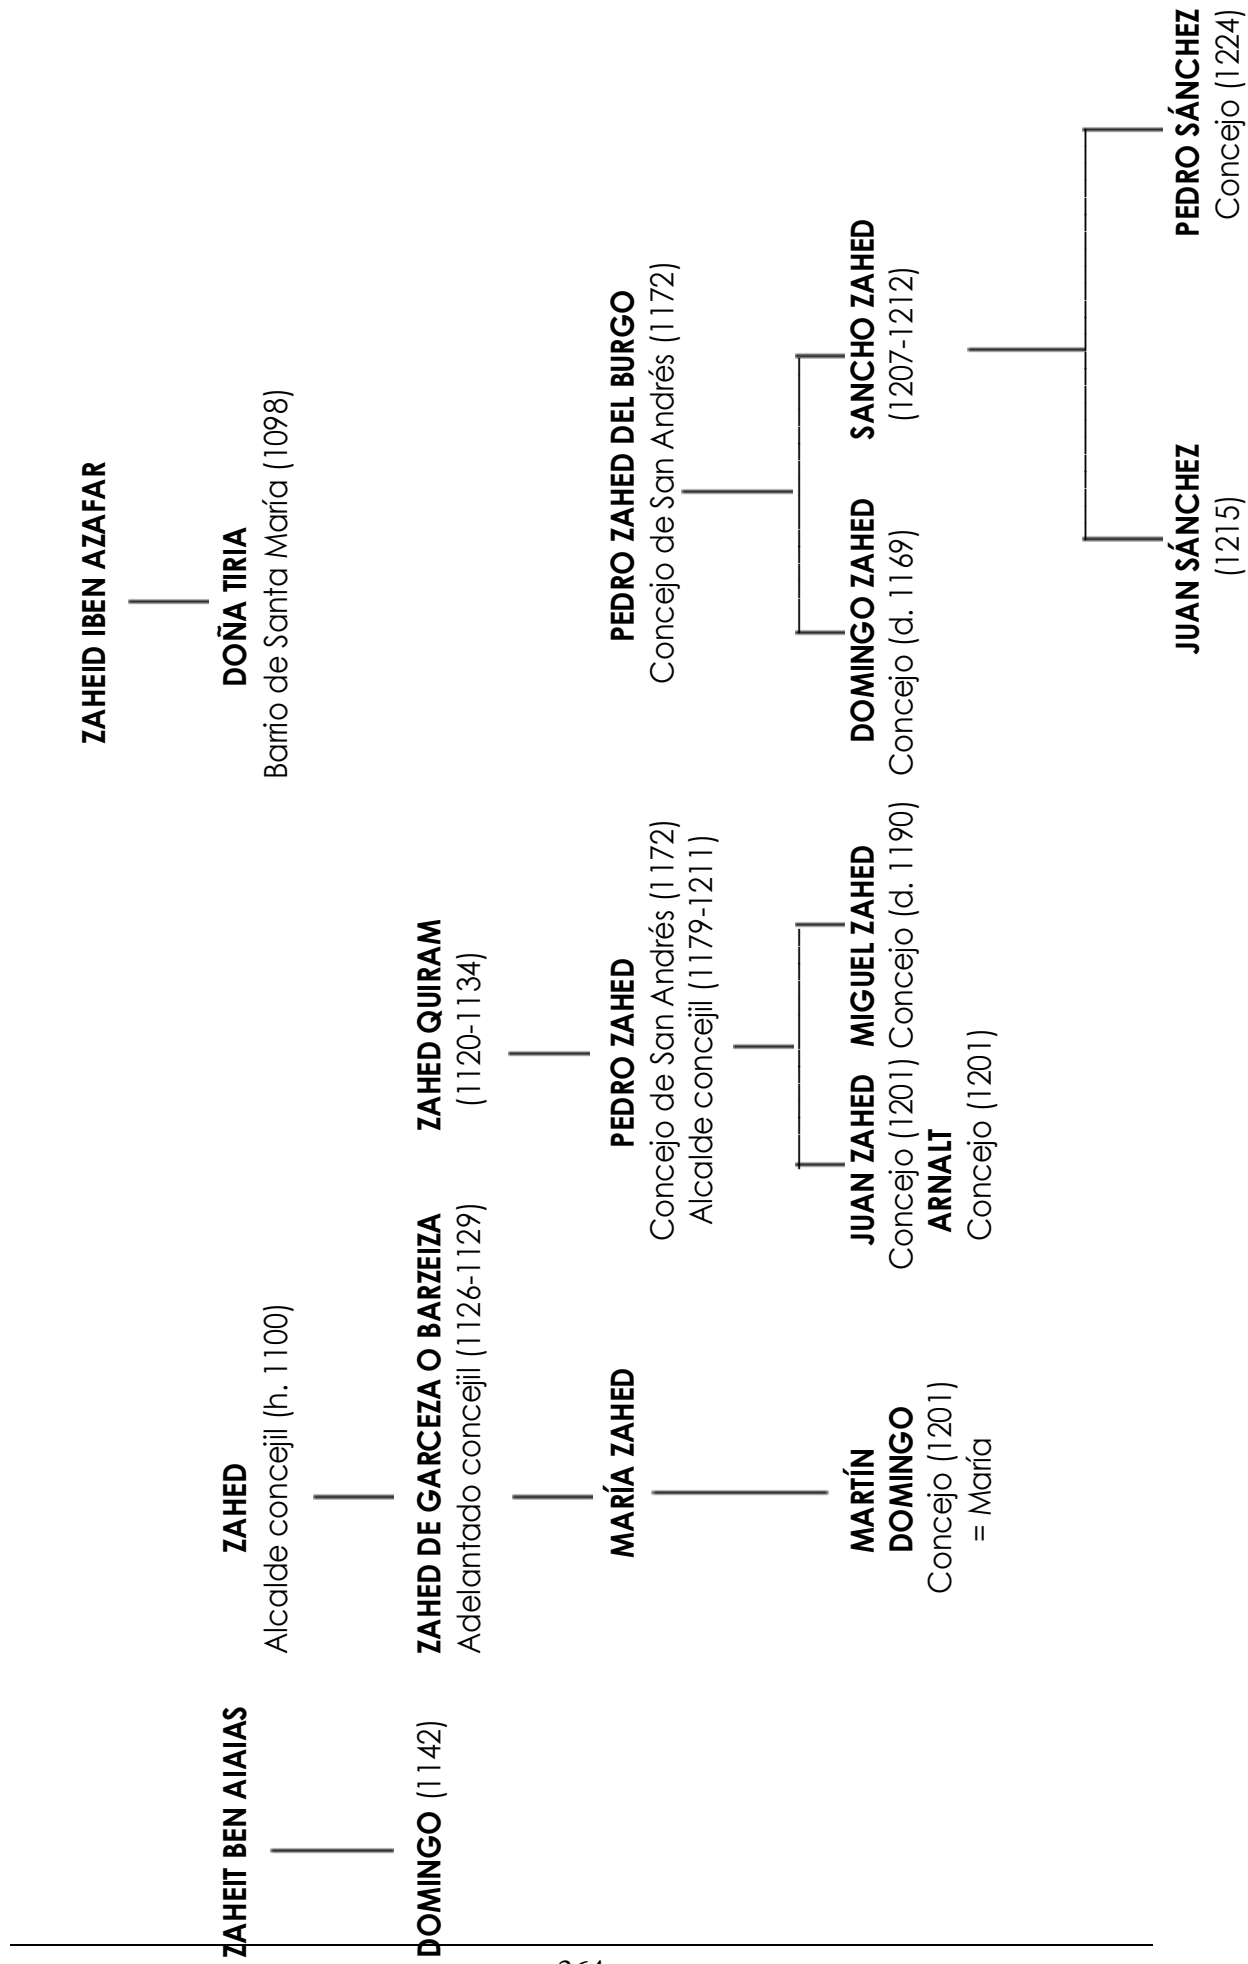 ZAHEID IBEN AZAFAR
DOÑA TIRIA
Barrio de Santa María (1098)
ZAHEIT BEN AIAIAS
DOMINGO (1142)
ZAHED
Alcalde concejil (h. 1100)
ZAHED DE GARCEZA O BARZEIZA
Adelantado concejil (1126-1129)
MARÍA ZAHED
MARTÍN
DOMINGO
Concejo (1201)
= María
ZAHED QUIRAM
(1120-1134)
PEDRO ZAHED
Concejo de San Andrés (1172)
Alcalde concejil (1179-1211)
JUAN ZAHED
Concejo (1201)
ARNALT
Concejo (1201)
MIGUEL ZAHED
Concejo (d. 1190)
PEDRO ZAHED DEL BURGO
Concejo de San Andrés (1172)
DOMINGO ZAHED
Concejo (d. 1169)
SANCHO ZAHED
(1207-1212)
JUAN SÁNCHEZ
(1215)
PEDRO SÁNCHEZ
Concejo (1224)